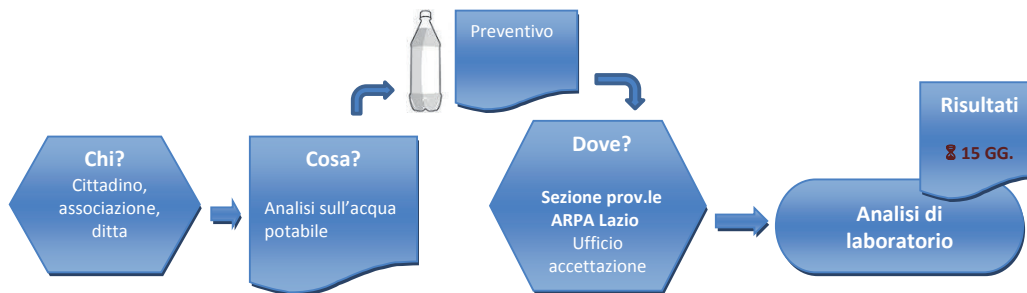 Chi?
Cittadino,
associazione,
ditta
Cosa?
Analisi sull'acqua
potabile
Preventivo
Dove?
Sezione prov.le
ARPA Lazio
Ufficio
accettazione
Risultati
⌛ 15 GG.
Analisi di
laboratorio